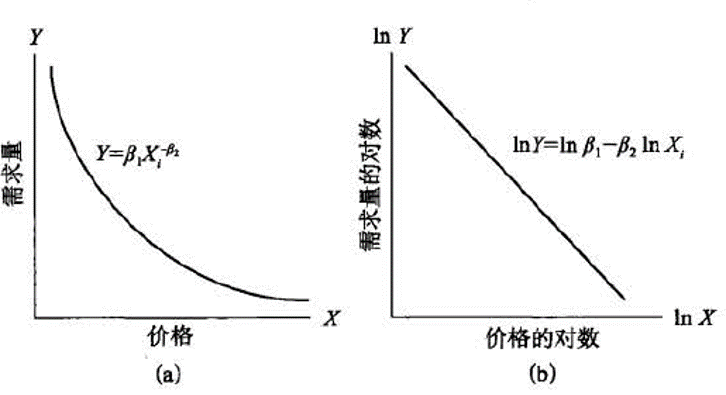 Y
需求量
Y=β₁Xᵢ^{-β₂}
价格
X
(a)
ln Y
需求量的对数
lnY=ln β₁-β₂ ln Xᵢ
价格的对数
ln X
(b)